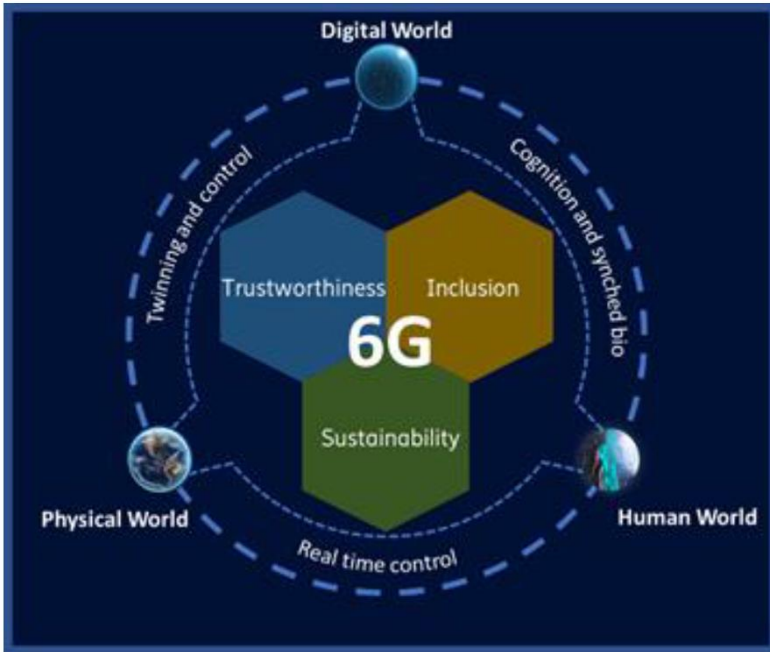 Digital World
Twinning and control
Cognition and synched bio
Trustworthiness
Inclusion
6G
Sustainability
Physical World
Human World
Real time control